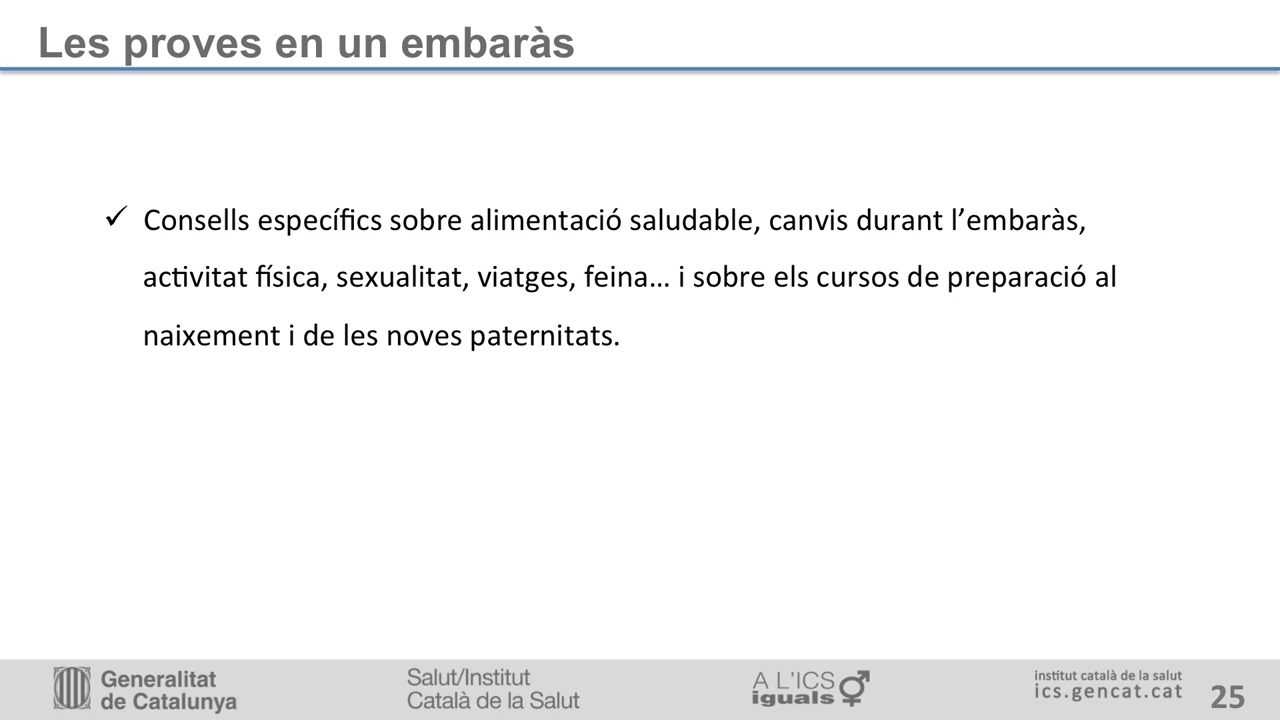 Les proves en un embaràs
✓ Consells específics sobre alimentació saludable, canvis durant l’embaràs,
activitat física, sexualitat, viatges, feina… i sobre els cursos de preparació al
naixement i de les noves paternitats.
Generalitat
de Catalunya
Salut/Institut
Català de la Salut
A L'ICS
iguals
institut català de la salut
ics.gencat.cat
25